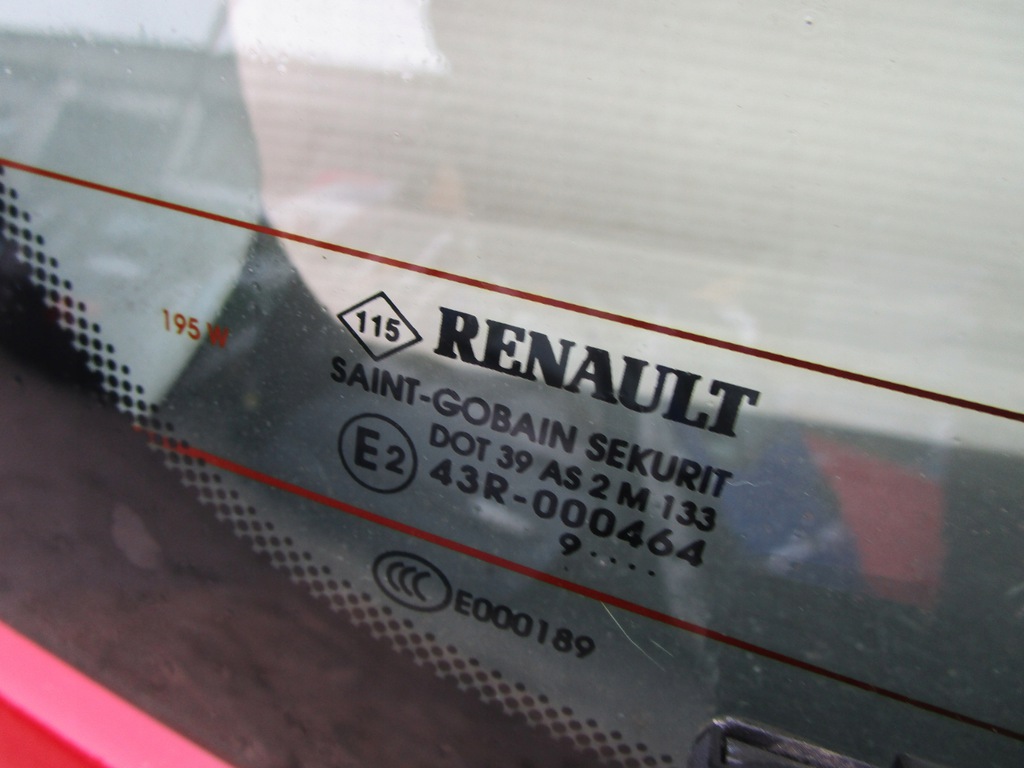 195 W
115 RENAULT
SAINT-GOBAIN SEKURIT
E2 DOT 39 AS 2 M 133
43R-000464
9
CCC E000189